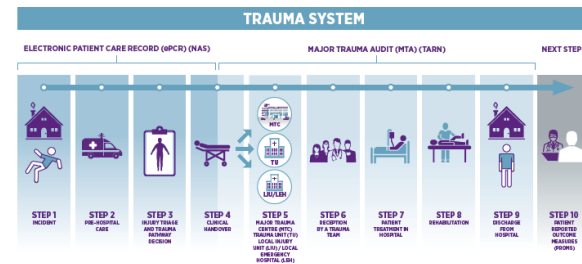 TRAUMA SYSTEM
ELECTRONIC PATIENT CARE RECORD (ePCR) (NAS)
MAJOR TRAUMA AUDIT (MTA) (TARN)
NEXT STEP
MTC
TU
LIU/LEH
STEP 1
INCIDENT
STEP 2
PRE-HOSPITAL
CARE
STEP 3
INJURY TRIAGE
AND TRAUMA
PATHWAY
DECISION
STEP 4
CLINICAL
HANDOVER
STEP 5
MAJOR TRAUMA
CENTRE (MTC)
TRAUMA UNIT (TU)
LOCAL INJURY
UNIT (LIU) / LOCAL
EMERGENCY
HOSPITAL (LEH)
STEP 6
RECEPTION
BY A TRAUMA
TEAM
STEP 7
PATIENT
TREATMENT IN
HOSPITAL
STEP 8
REHABILITATION
STEP 9
DISCHARGE
FROM
HOSPITAL
STEP 10
PATIENT
REPORTED
OUTCOME
MEASURES
(PROMS)